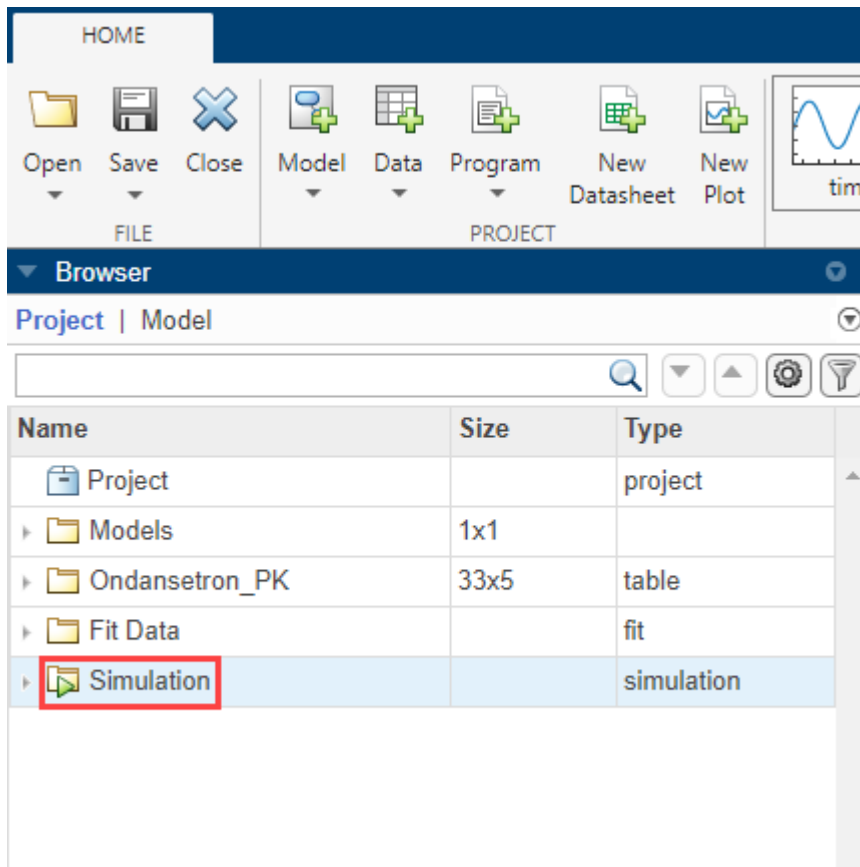 HOME
Open Save Close Model Data Program New Datasheet New Plot tim
FILE PROJECT
Browser
Project | Model
Name Size Type
Project project
Models 1x1
Ondansetron_PK 33x5 table
Fit Data fit
Simulation simulation